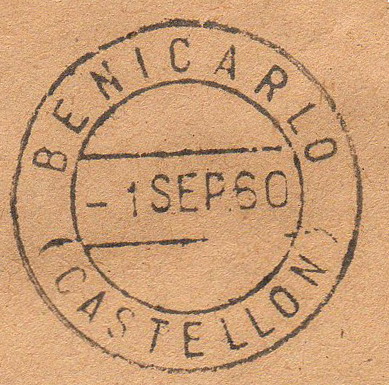 BENICARLO
- 1 SEP.60
(CASTELLON)